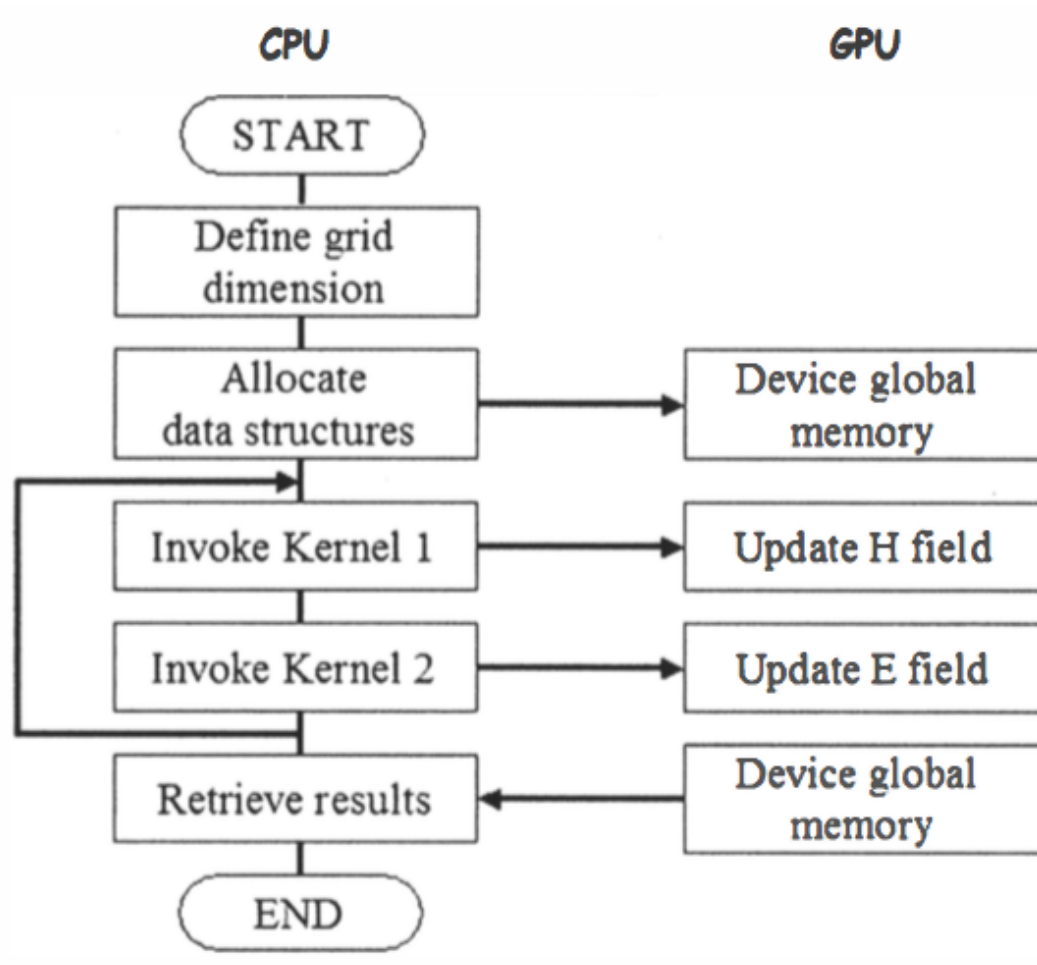 CPU
GPU
START
Define grid
dimension
Allocate
data structures
Device global
memory
Invoke Kernel 1
Update H field
Invoke Kernel 2
Update E field
Retrieve results
Device global
memory
END